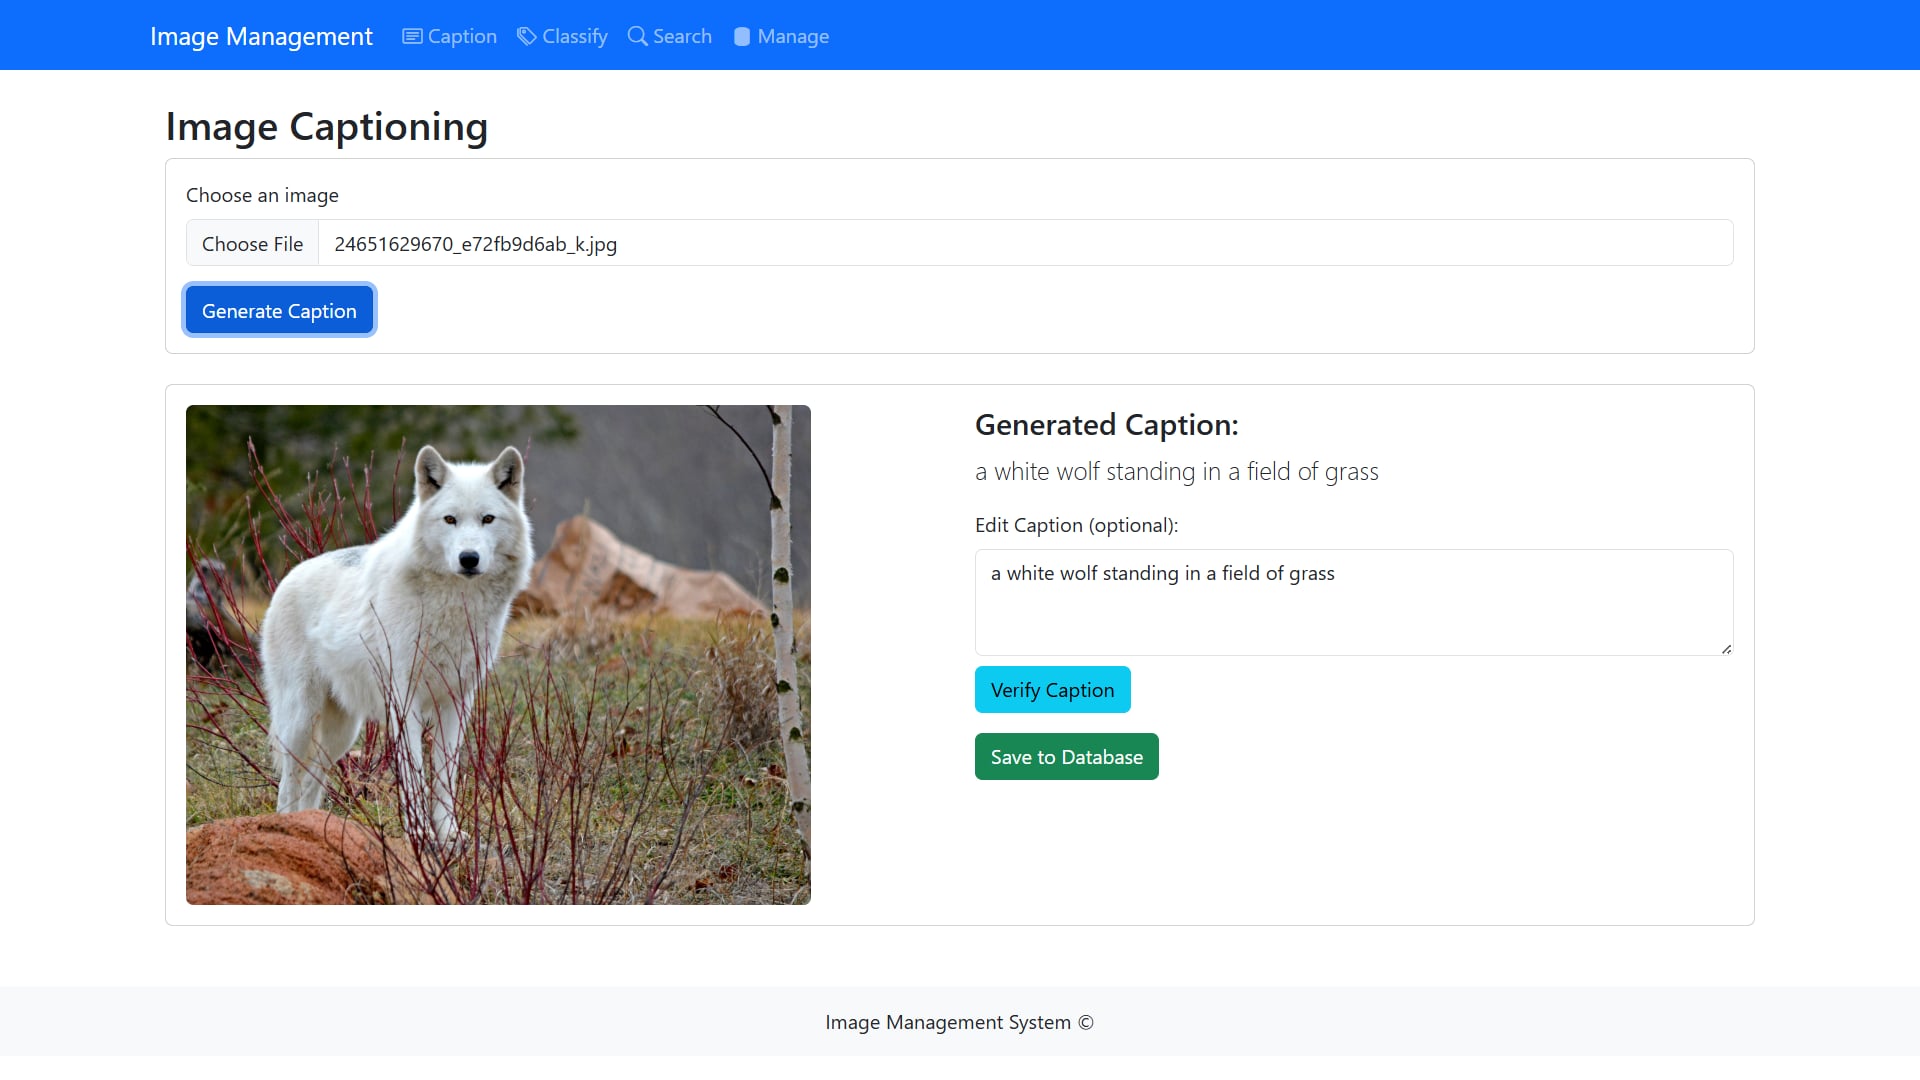 Image Management Caption Classify Search Manage
Image Captioning
Choose an image
Choose File 24651629670_e72fb9d6ab_k.jpg
Generate Caption
Generated Caption:
a white wolf standing in a field of grass
Edit Caption (optional):
a white wolf standing in a field of grass
Verify Caption
Save to Database
Image Management System ©